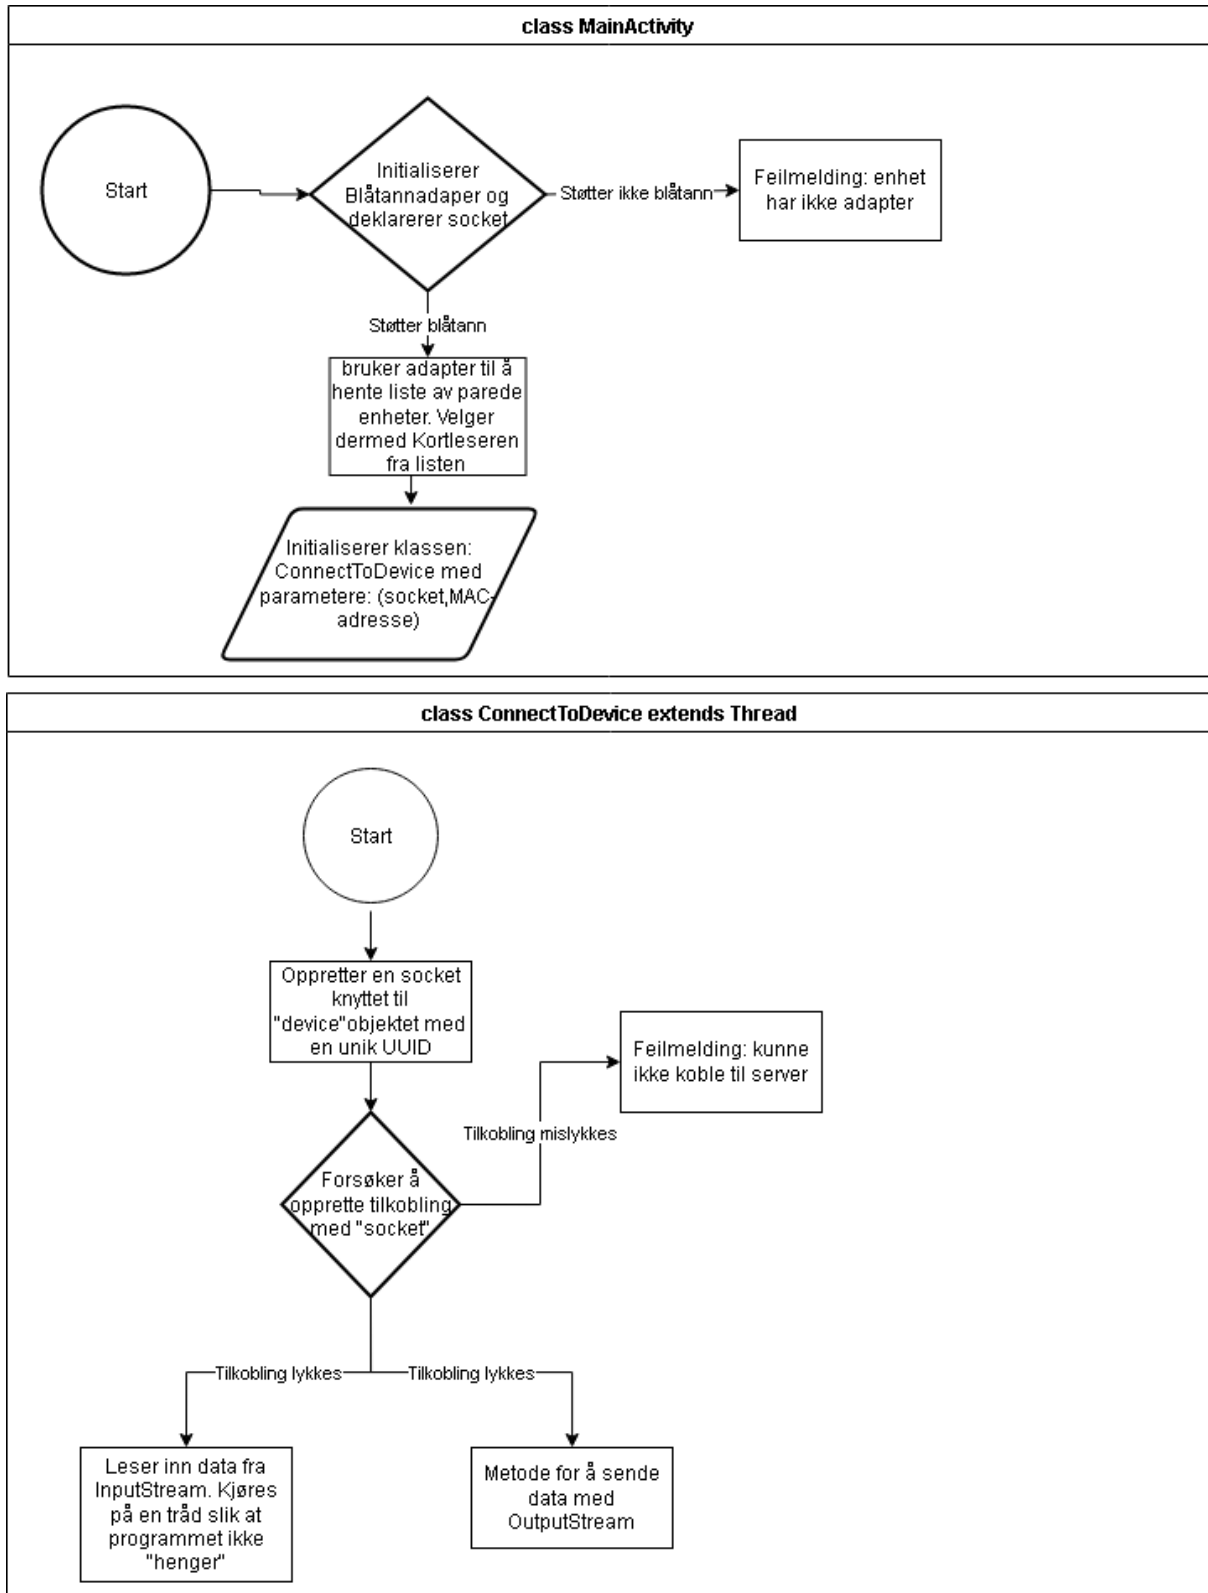 class MainActivity
Start
Initialiserer
Blåtannadaper og
deklarerer socket
Støtter ikke blåtann
Feilmelding: enhet
har ikke adapter
Støtter blåtann
bruker adapter til å
hente liste av parede
enheter. Velger
dermed Kortleseren
fra listen
Initialiserer klassen:
ConnectToDevice med
parametere: (socket,MAC-
adresse)
class ConnectToDevice extends Thread
Start
Oppretter en socket
knyttet til
"device"objektet med
en unik UUID
Feilmelding: kunne
ikke koble til server
Tilkobling mislykkes
Forsøker å
opprette tilkobling
med "socket"
Tilkobling lykkes
Tilkobling lykkes
Leser inn data fra
InputStream. Kjøres
på en tråd slik at
programmet ikke
"henger"
Metode for å sende
data med
OutputStream